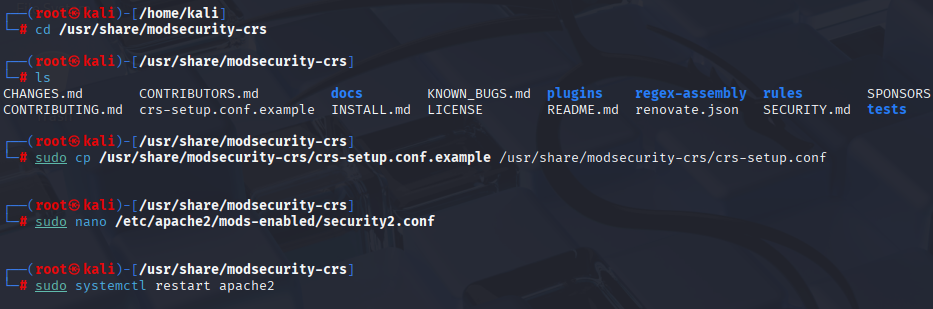 ┌──(root㉿kali)-[/home/kali]
└─# cd /usr/share/modsecurity-crs
┌──(root㉿kali)-[/usr/share/modsecurity-crs]
└─# ls
CHANGES.md CONTRIBUTORS.md docs KNOWN_BUGS.md plugins regex-assembly rules SPONSORS
CONTRIBUTING.md crs-setup.conf.example INSTALL.md LICENSE README.md renovate.json SECURITY.md tests
┌──(root㉿kali)-[/usr/share/modsecurity-crs]
└─# sudo cp /usr/share/modsecurity-crs/crs-setup.conf.example /usr/share/modsecurity-crs/crs-setup.conf
┌──(root㉿kali)-[/usr/share/modsecurity-crs]
└─# sudo nano /etc/apache2/mods-enabled/security2.conf
┌──(root㉿kali)-[/usr/share/modsecurity-crs]
└─# sudo systemctl restart apache2